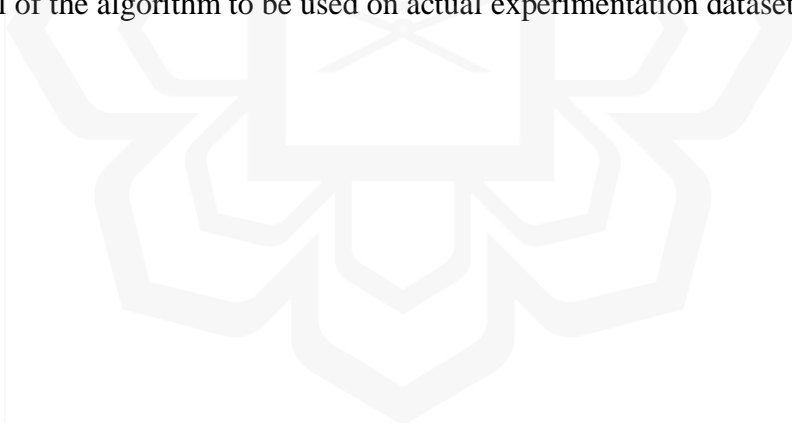 of the algorithm to be used on actual experimentation dataset